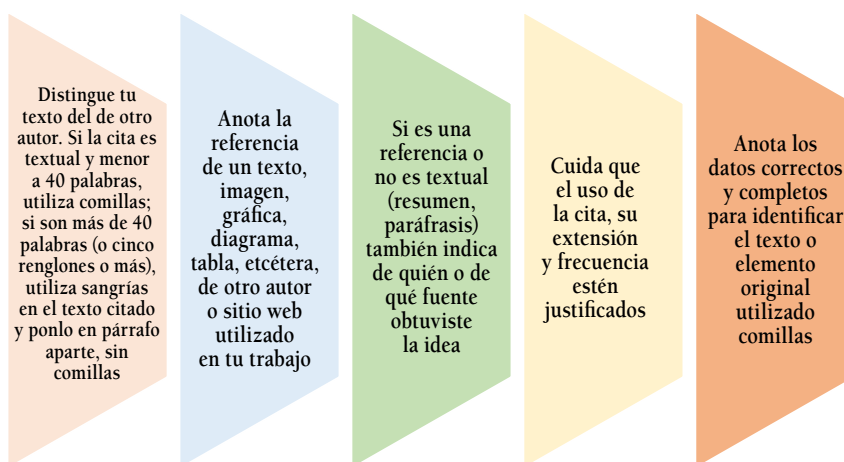 Distingue tu
texto del de otro
autor. Si la cita es
textual y menor
a 40 palabras,
utiliza comillas;
si son más de 40
palabras (o cinco
renglones o más),
utiliza sangrías
en el texto citado
y ponlo en párrafo
aparte, sin
comillas
Anota la
referencia
de un texto,
imagen,
gráfica,
diagrama,
tabla, etcétera,
de otro autor
o sitio web
utilizado
en tu trabajo
Si es una
referencia o
no es textual
(resumen,
paráfrasis)
también indica
de quién o de
qué fuente
obtuviste
la idea
Cuida que
el uso de
la cita, su
extensión
y frecuencia
estén
justificados
Anota los
datos correctos
y completos
para identificar
el texto o
elemento
original
utilizado
comillas